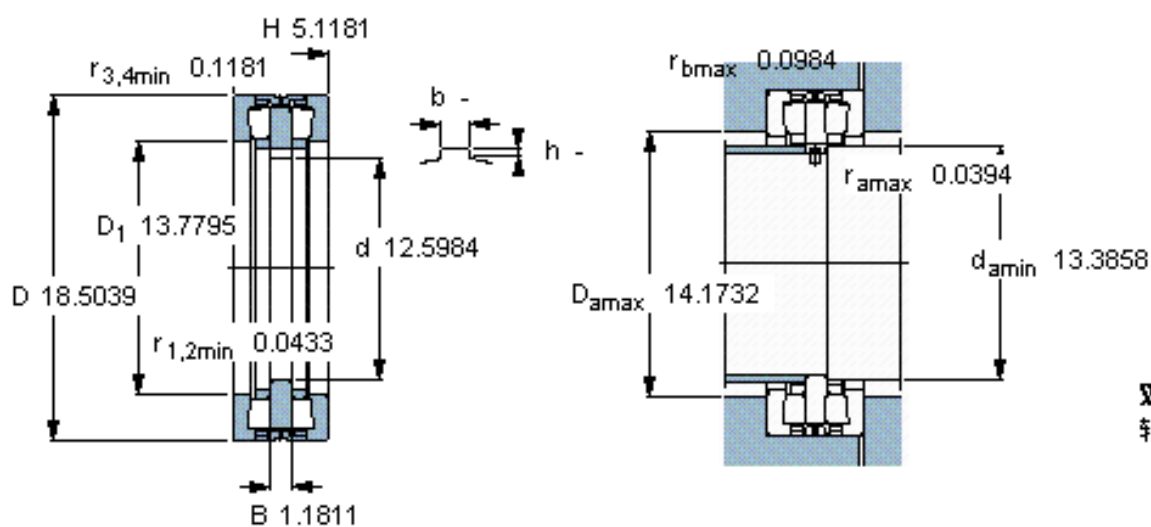 H 5.1181
r3,4min 0.1181
b -
h -
D1 13.7795
d 12.5984
D 18.5039
r1,2min 0.0433
B 1.1811
rbmax 0.0984
ramax 0.0394
damin 13.3858
Damax 14.1732